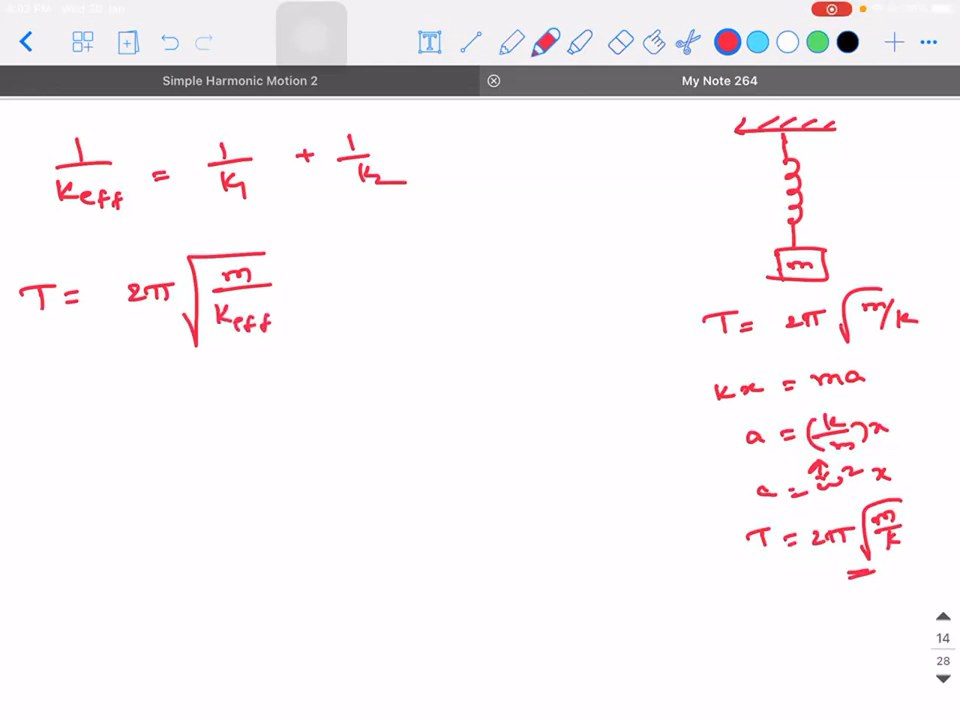 Simple Harmonic Motion 2
My Note 264
1/Keff = 1/K1 + 1/K2
T = 2π √(m/Keff)
m
T = 2π √m/K
Kx = ma
a = (K/m)x
a = ω² x
T = 2π √(m/K)
14
28